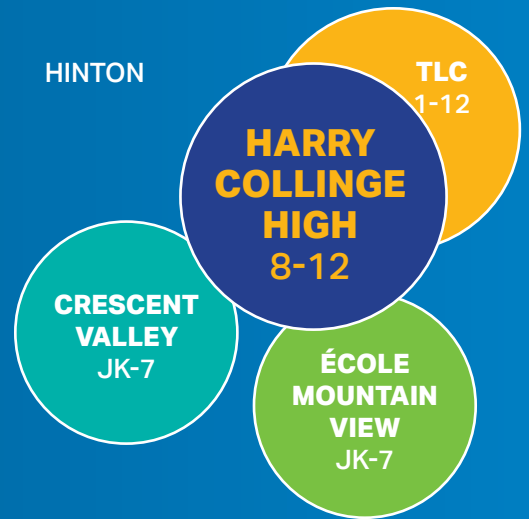 HINTON
TLC
1-12
HARRY
COLLINGE
HIGH
8-12
CRESCENT
VALLEY
JK-7
ÉCOLE
MOUNTAIN
VIEW
JK-7